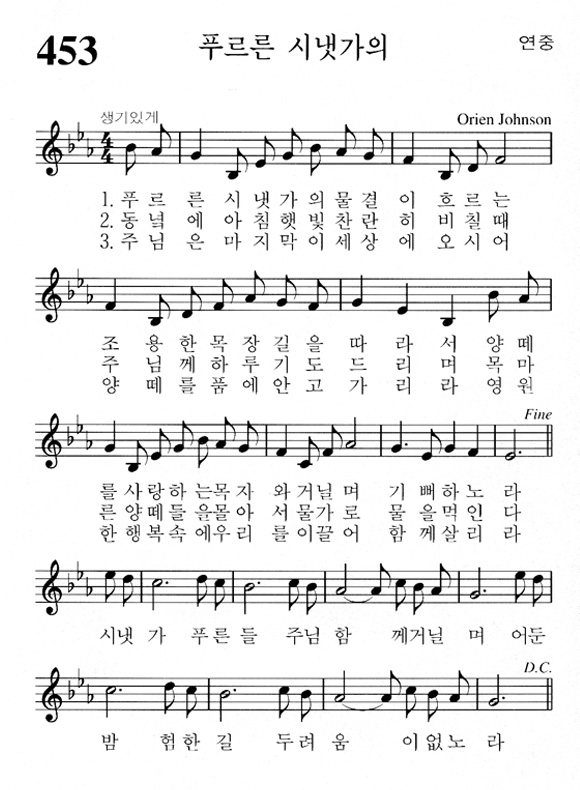 453 푸르른 시냇가의 연중
생기있게 Orien Johnson
4 4
1. 푸 르 른 시 냇 가 의 물 결 이 흐 르 는
2. 동 녘 에 아 침 햇 빛 찬 란 히 비 칠 때
3. 주 님 은 마 지 막 이 세 상 에 오 시 어
조 용 한 목 장 길 을 따 라 서 양 떼
주 님 께 하 루 기 도 드 리 며 목 마
양 떼 를 품 에 안 고 가 리 라 영 원
Fine
를 사 랑 하 는 목 자 와 거 닐 며 기 뻐 하 노 라
른 양 떼 들 을 몰 아 서 물 가 로 물 을 먹 인 다
한 행 복 속 에 우 리 를 이 끌 어 함 께 살 리 라
시냇 가 푸른 들 주님 함 께거닐 며 어둔
D.C.
밤 험한 길 두려 움 이없노 라